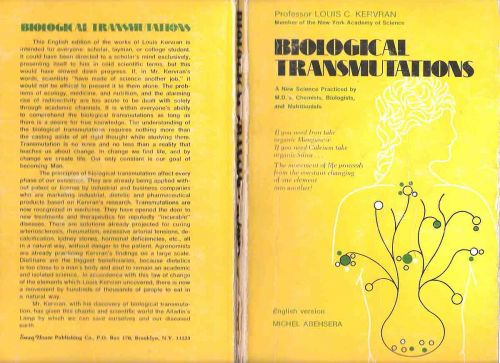 BIOLOGICAL TRANSMUTATIONS
This English edition of the works of Louis Kervran is
intended for everyone: scholar, layman, or college student.
It could have been directed to a scholar's mind exclusively,
presenting itself to him in cold scientific terms, but this
would have slowed down progress. If, in Mr. Kervran's
words, scientists "have made of science another job," it
would not be ethical to present it to them alone. The prob-
lems of ecology, medicine, and nutrition, and the alarming
rise of radioactivity are too acute to be dealt with solely
through academic channels. It is within everyone's ability
to comprehend the biological transmutations as long as
there is a desire for true knowledge. The understanding of
the biological transmutations requires nothing more than
the casting aside of all rigid thought while studying them.
Transmutation is no more and no less than a reality that
teaches us about change. In change we find life, and by
change we create life. Our only constant is our goal of
becoming Man.
The principles of biological transmutation affect every
phase of our existence. They are already being applied with-
out patent or license by industrial and business companies
who are marketing industrial, dietetic and pharmaceutical
products based on Kervran's research. Transmutations are
now recognized in medicine. They have opened the door to
new treatments and therapeutics for reputedly "incurable"
diseases. There are solutions already projected for curing
arteriosclerosis, rheumatism, excessive arterial tensions, de-
calcification, kidney stones, hormonal deficiencies, etc., all
in a natural way, without danger to the patient. Agronomists
are already practicing Kervran's findings on a large scale.
Dietitians are the biggest beneficiaries, because dietetics
is too close to a man's body and soul to remain an academic
and isolated science. In accordance with this law of change
of the elements which Louis Kervran uncovered, there is now
a movement by hundreds of thousands of people to eat in
a natural way.
Mr. Kervran, with his discovery of biological transmuta-
tion, has given this chaotic and scientific world the Aladin's
Lamp by which we can save ourselves and our diseased
earth.
Swan House Publishing Co., P.O. Box 170, Brooklyn, N.Y. 11223
Professor LOUIS C. KERVRAN
Member of the New York Academy of Science
BIOLOGICAL
TRANSMUTATIONS
A New Science Practiced by
M.D.'s, Chemists, Biologists,
and Nutritionists
If you need Iron take
organic Manganese
If you need Calcium take
organic Silica . . .
The movement of life proceeds
from the constant changing
of one element
into another!
English version
MICHEL ABEHSERA